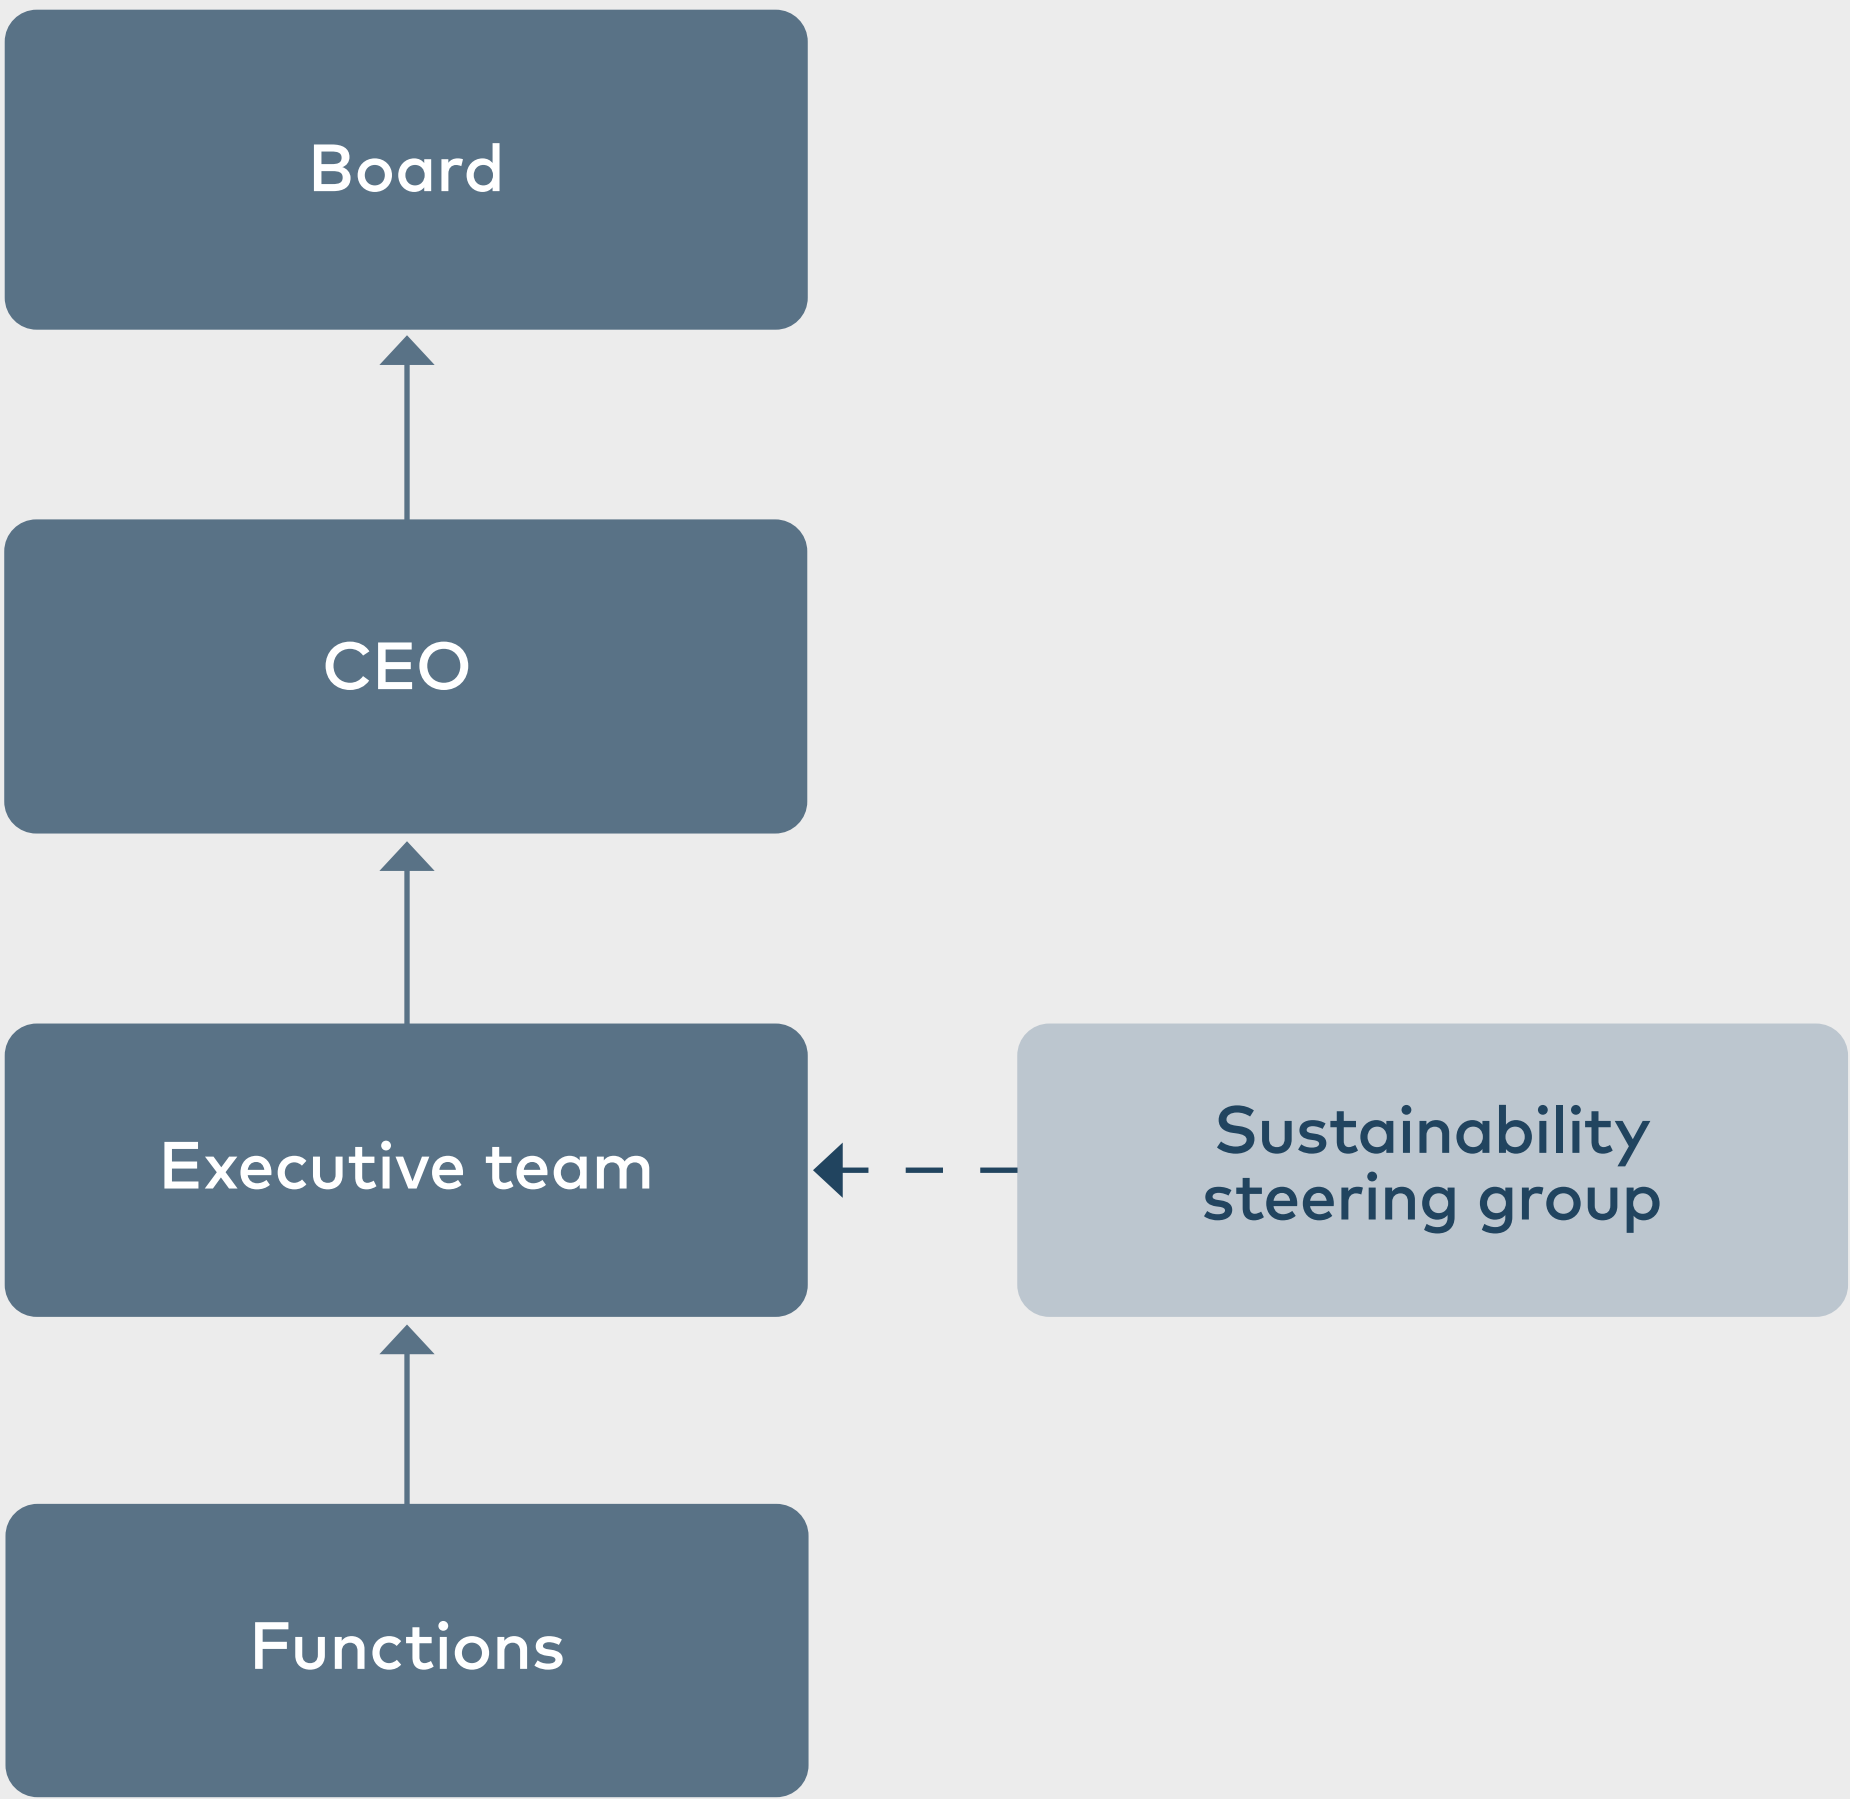 Board
CEO
Executive team
Sustainability
steering group
Functions